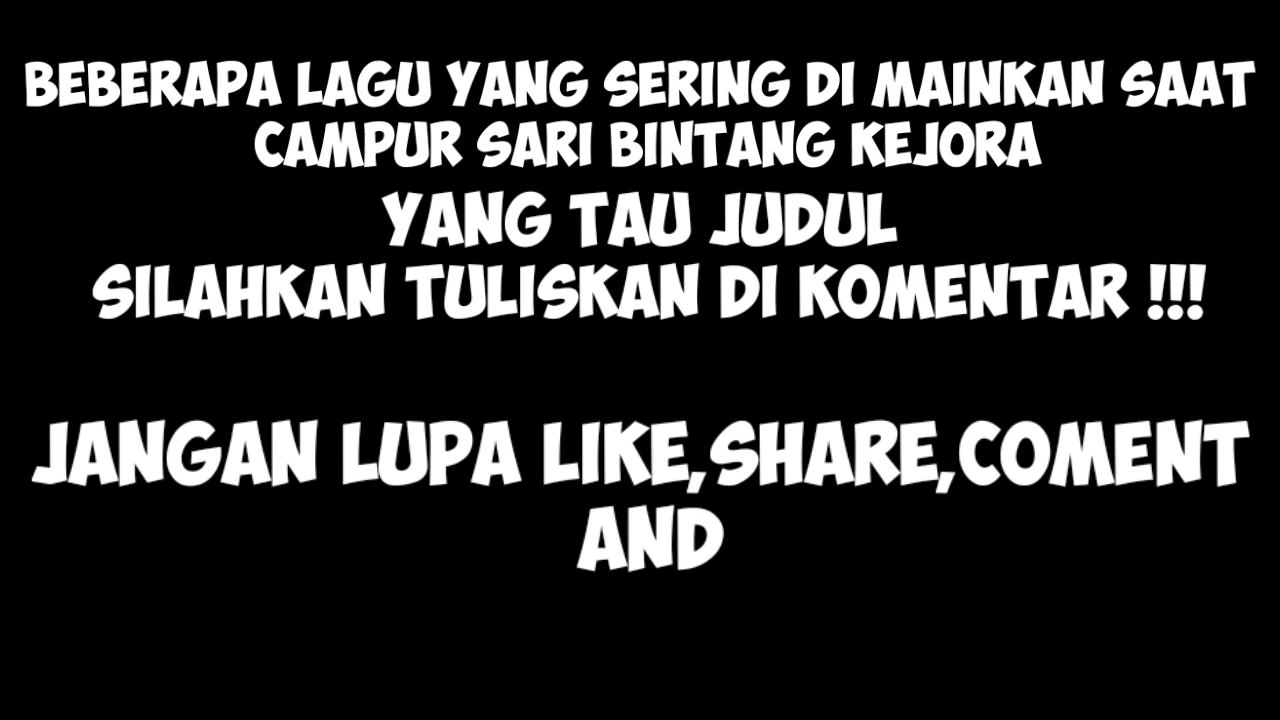 BEBERAPA LAGU YANG SERING DI MAINKAN SAAT
CAMPUR SARI BINTANG KEJORA
YANG TAU JUDUL
SILAHKAN TULISKAN DI KOMENTAR !!!
JANGAN LUPA LIKE,SHARE,COMENT
AND